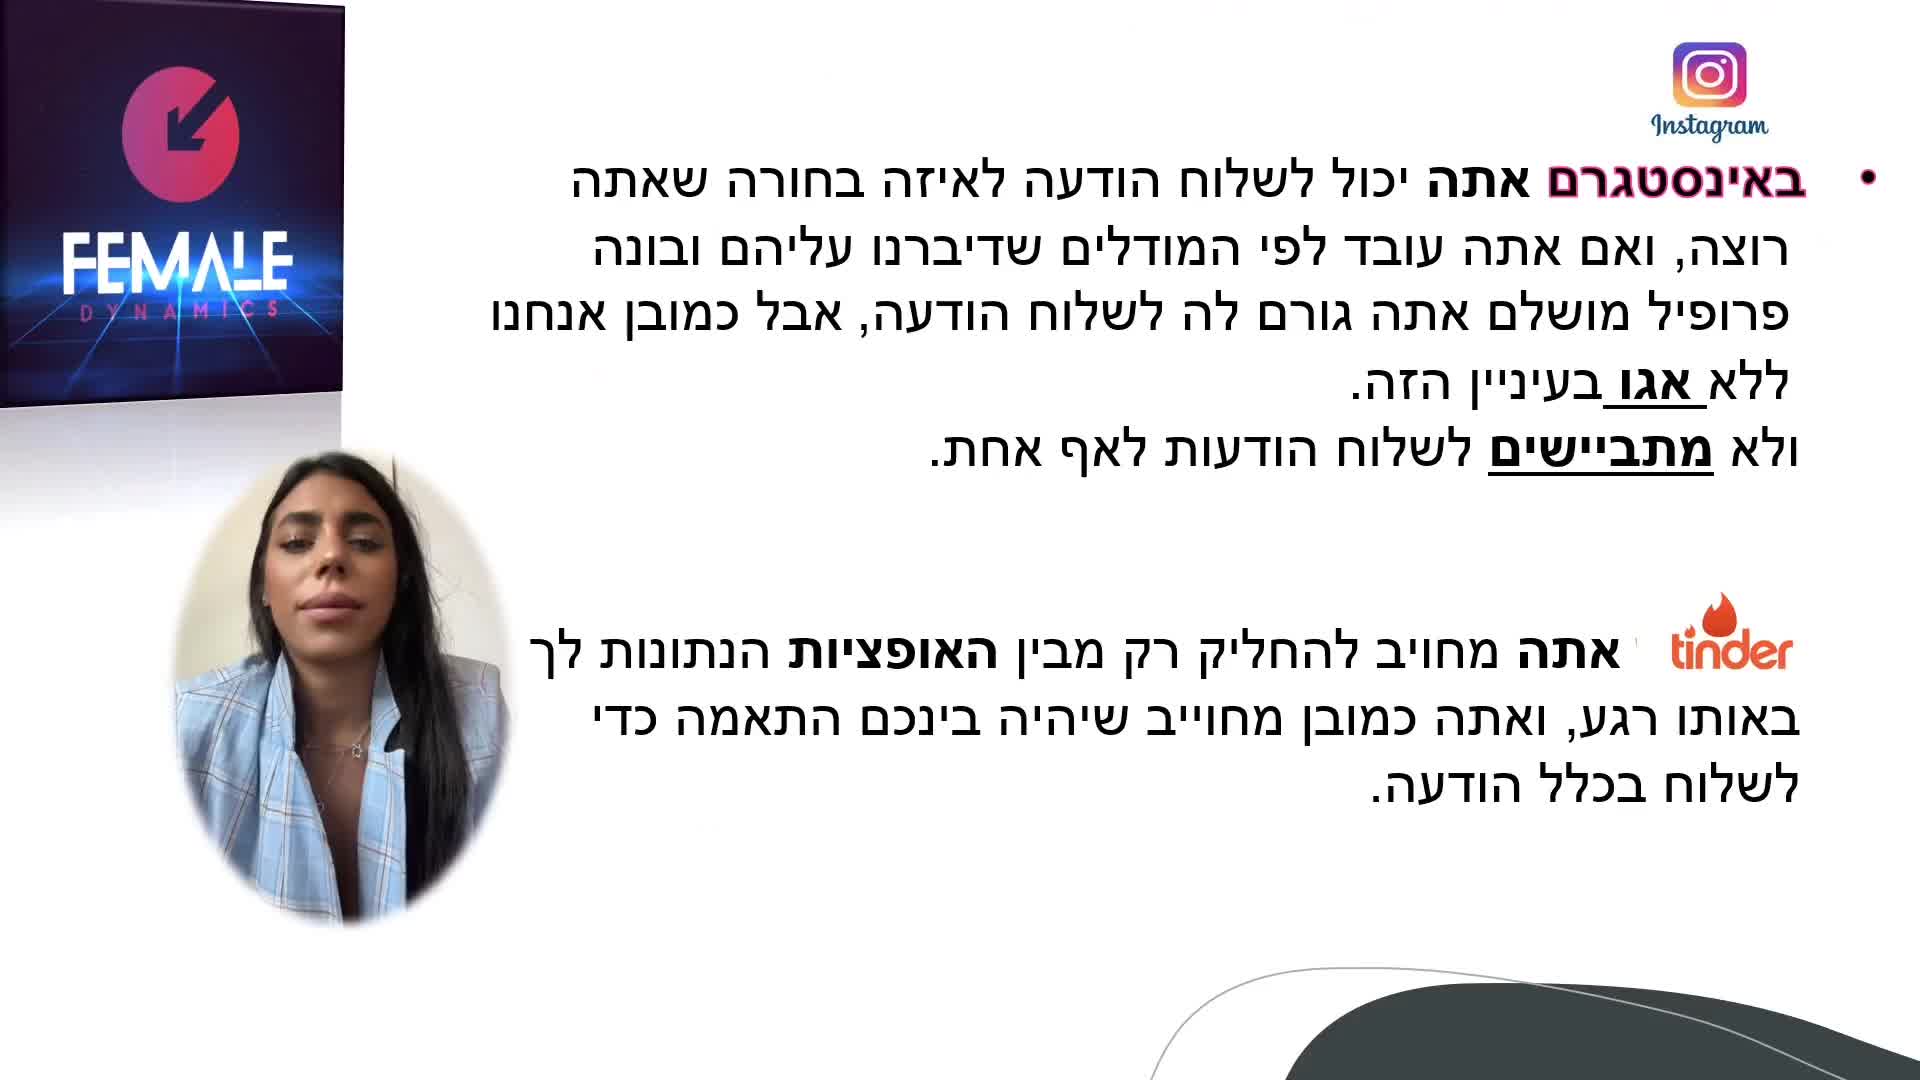 FEMALE
DYNAMICS
Instagram
• באינסטגרם אתה יכול לשלוח הודעה לאיזה בחורה שאתה
רוצה, ואם אתה עובד לפי המודלים שדיברנו עליהם ובונה
פרופיל מושלם אתה גורם לה לשלוח הודעה, אבל כמובן אנחנו
ללא אגו בעיניין הזה.
ולא מתביישים לשלוח הודעות לאף אחת.
tinder אתה מחויב להחליק רק מבין האופציות הנתונות לך
באותו רגע, ואתה כמובן מחוייב שיהיה בינכם התאמה כדי
לשלוח בכלל הודעה.